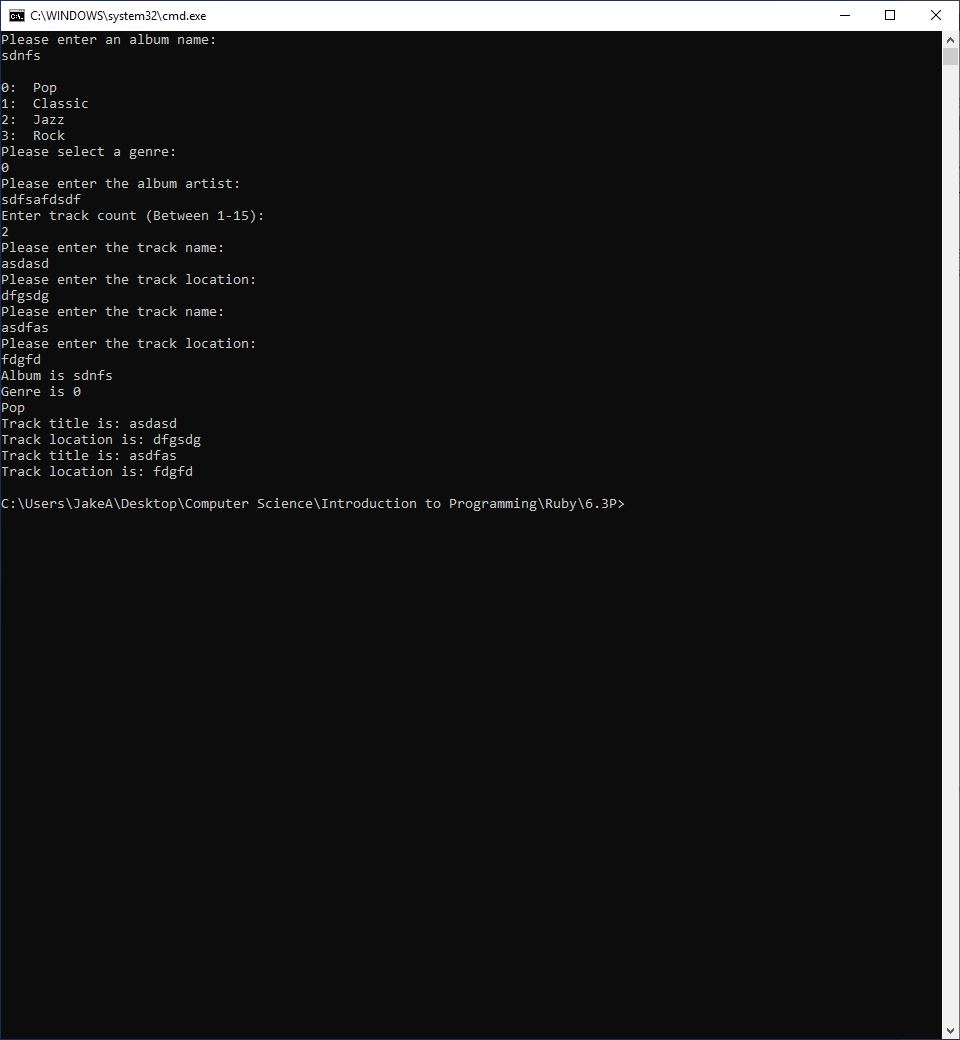 C:\WINDOWS\system32\cmd.exe
Please enter an album name:
sdnfs
0:  Pop
1:  Classic
2:  Jazz
3:  Rock
Please select a genre:
0
Please enter the album artist:
sdfsafdsdf
Enter track count (Between 1-15):
2
Please enter the track name:
asdasd
Please enter the track location:
dfgsdg
Please enter the track name:
asdfas
Please enter the track location:
fdgfd
Album is sdnfs
Genre is 0
Pop
Track title is: asdasd
Track location is: dfgsdg
Track title is: asdfas
Track location is: fdgfd
C:\Users\JakeA\Desktop\Computer Science\Introduction to Programming\Ruby\6.3P>